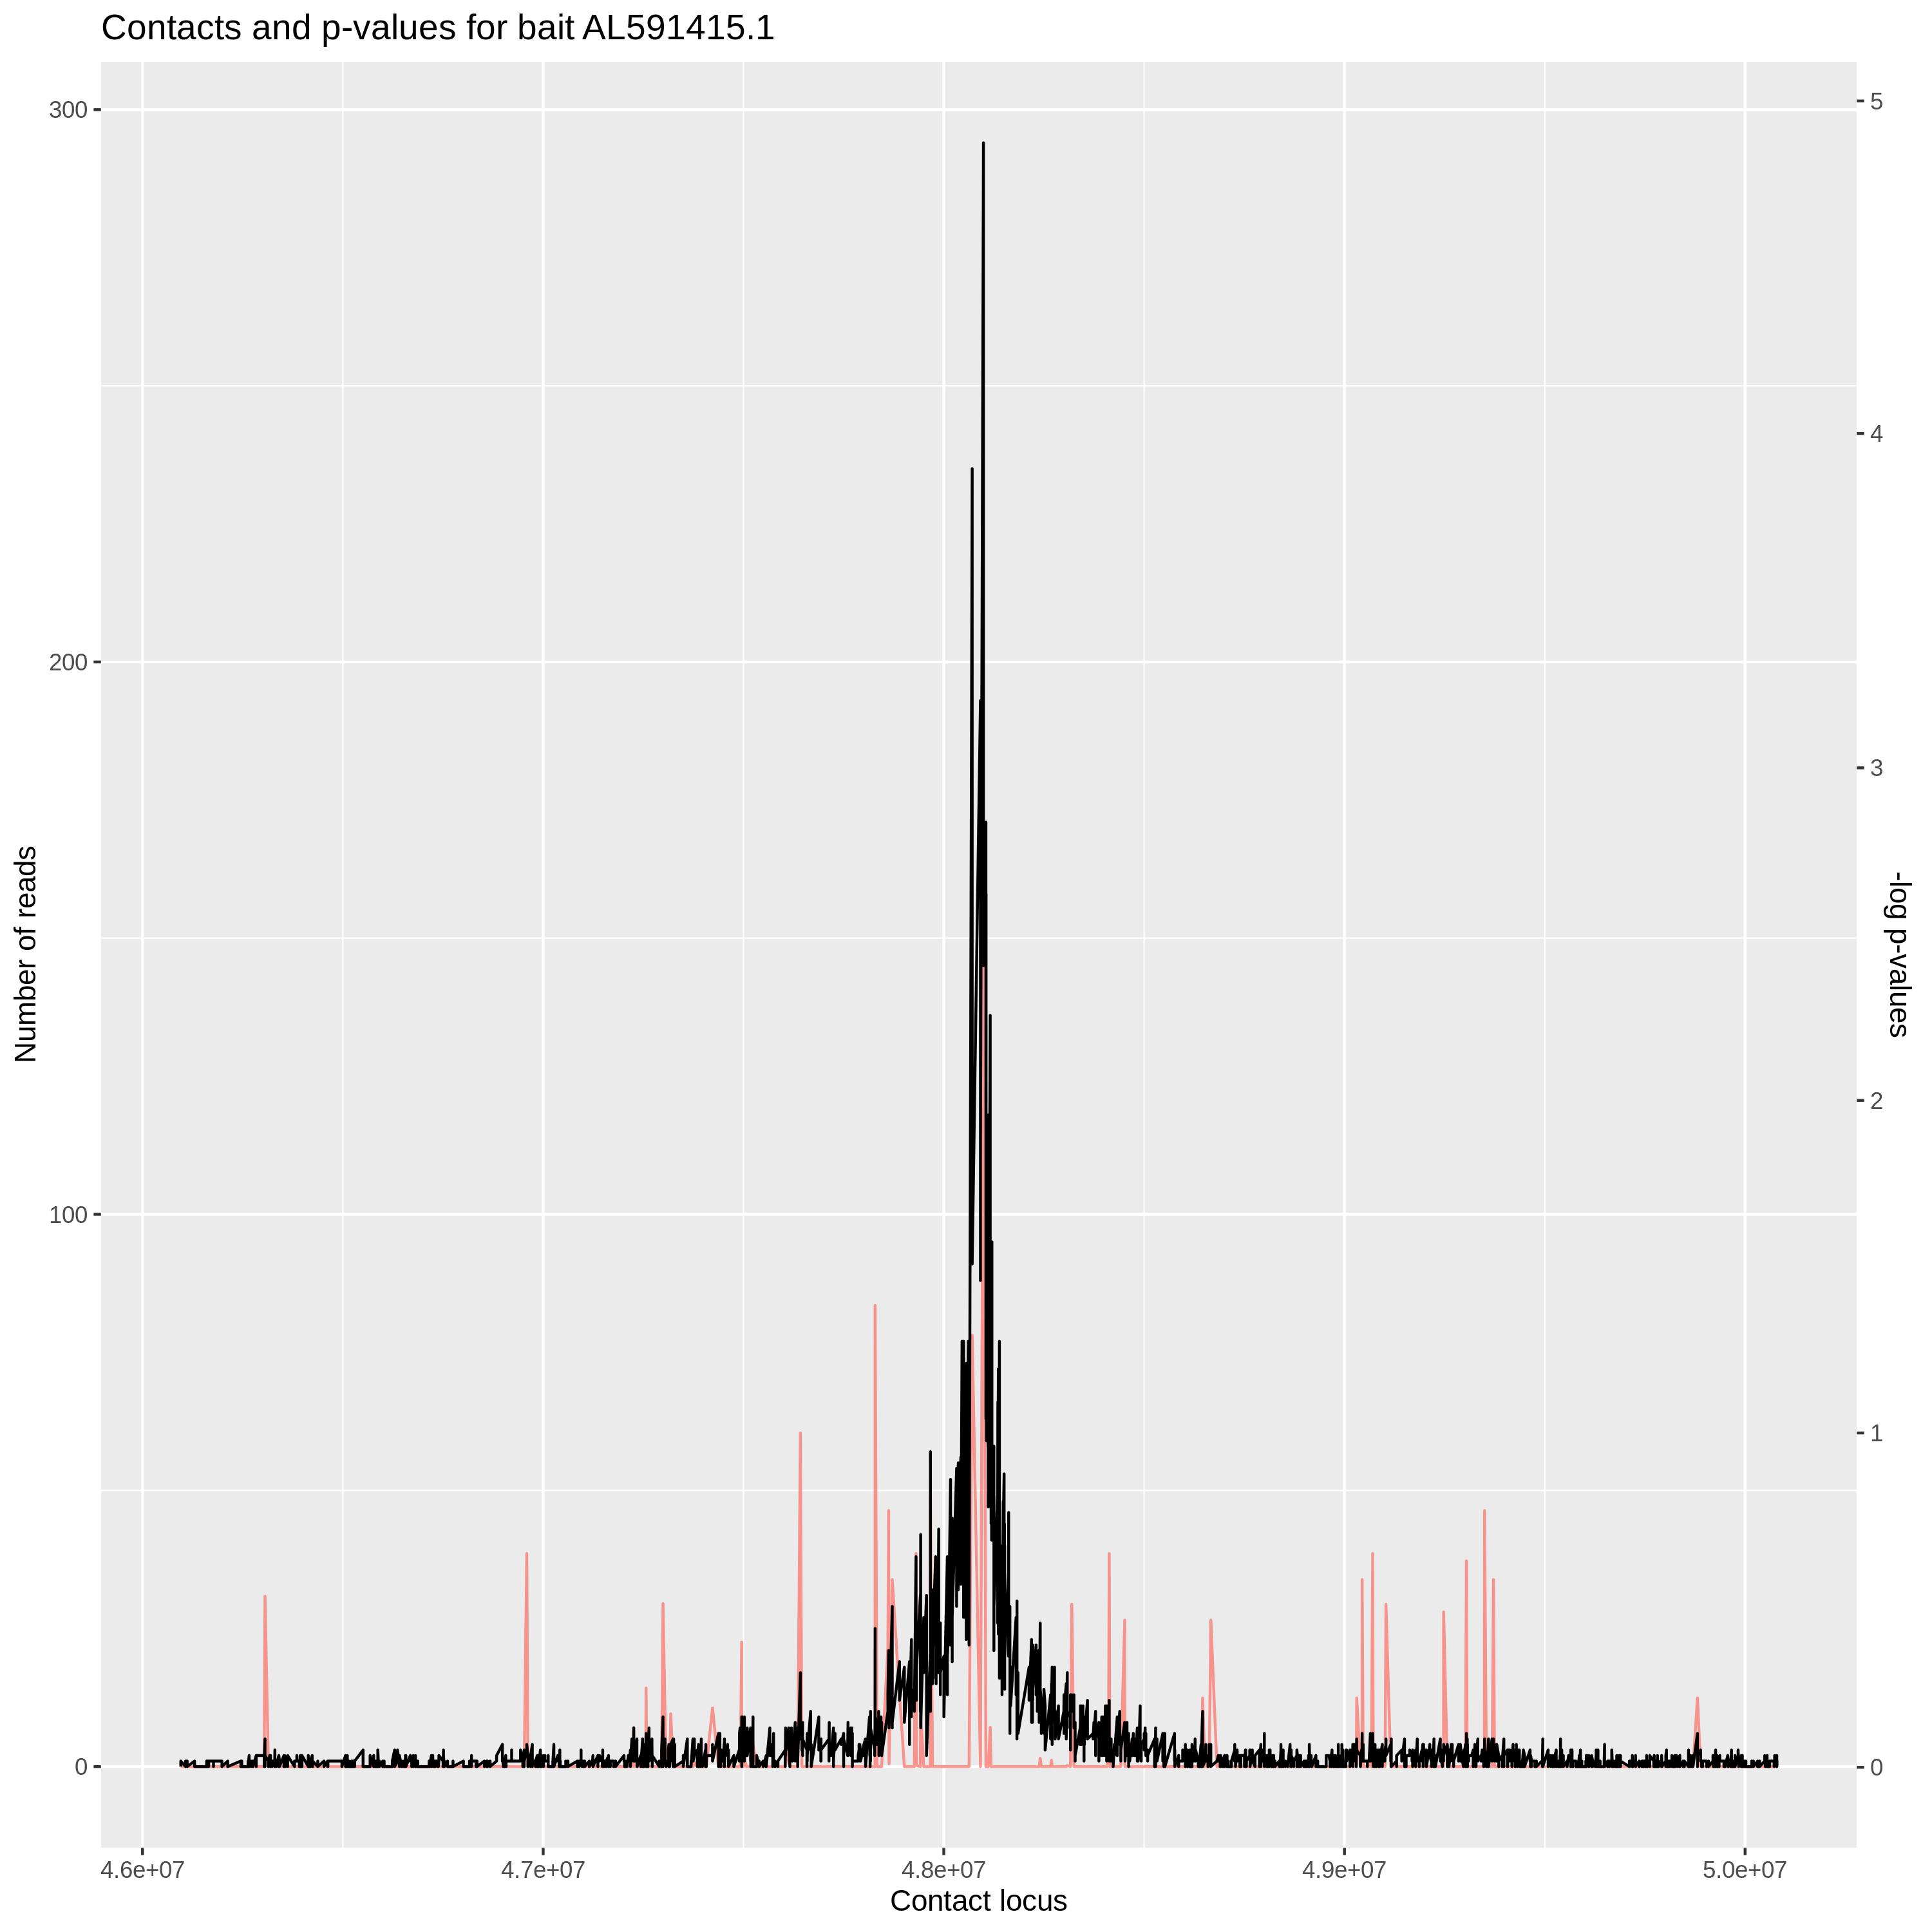 Contacts and p-values for bait AL591415.1
300
200
100
0
Number of reads
5
4
3
2
1
0
-log p-values
4.6e+07 4.7e+07 4.8e+07 4.9e+07 5.0e+07
Contact locus